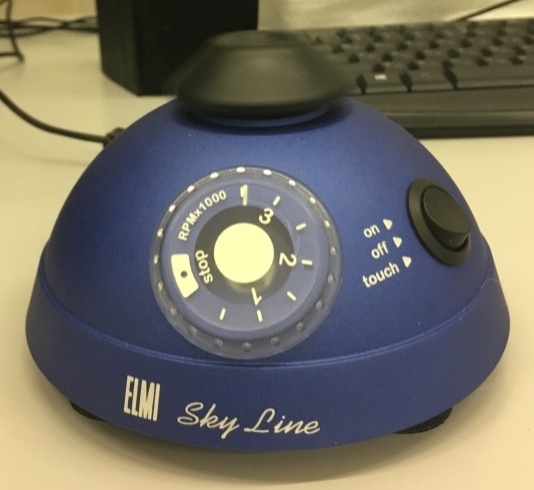 RPMx1000
3
2
1
stop
on
off
touch
ELMI Sky Line